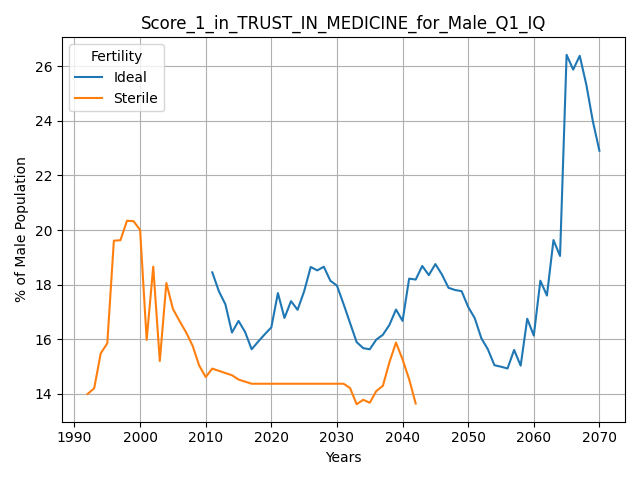 Score_1_in_TRUST_IN_MEDICINE_for_Male_Q1_IQ
Fertility
Ideal
Sterile
% of Male Population
26
24
22
20
18
16
14
1990 2000 2010 2020 2030 2040 2050 2060 2070
Years